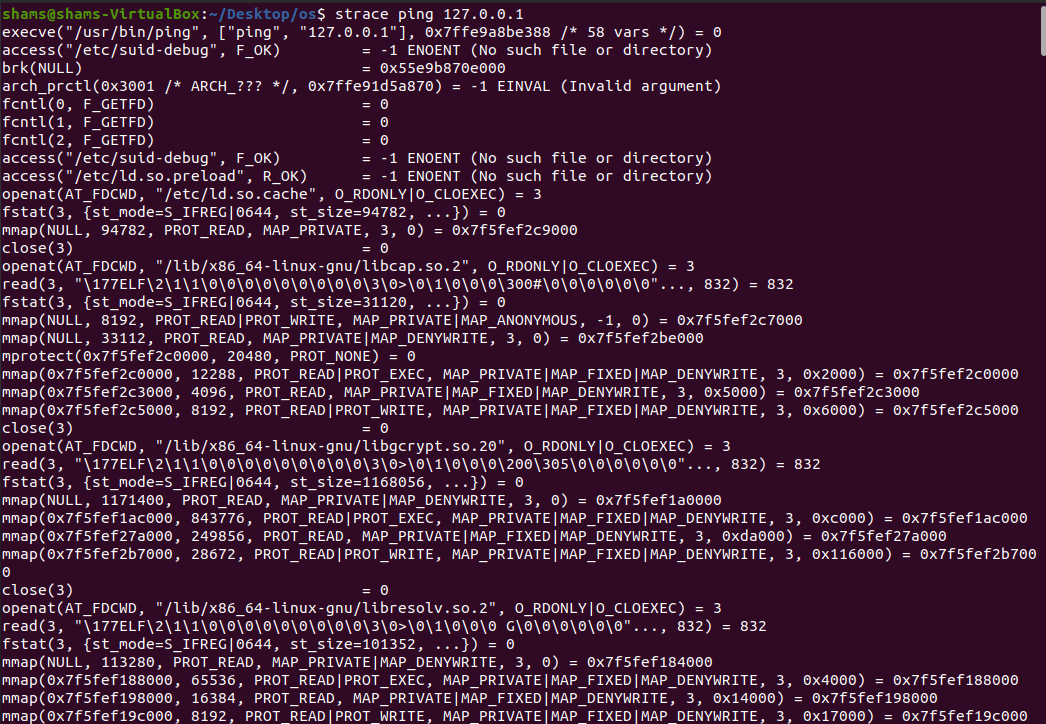 shams@shams-VirtualBox:~/Desktop/os$ strace ping 127.0.0.1
execve("/usr/bin/ping", ["ping", "127.0.0.1"], 0x7ffe9a8be388 /* 58 vars */) = 0
access("/etc/suid-debug", F_OK)         = -1 ENOENT (No such file or directory)
brk(NULL)                               = 0x55e9b870e000
arch_prctl(0x3001 /* ARCH_??? */, 0x7ffe91d5a870) = -1 EINVAL (Invalid argument)
fcntl(0, F_GETFD)                       = 0
fcntl(1, F_GETFD)                       = 0
fcntl(2, F_GETFD)                       = 0
access("/etc/suid-debug", F_OK)         = -1 ENOENT (No such file or directory)
access("/etc/ld.so.preload", R_OK)      = -1 ENOENT (No such file or directory)
openat(AT_FDCWD, "/etc/ld.so.cache", O_RDONLY|O_CLOEXEC) = 3
fstat(3, {st_mode=S_IFREG|0644, st_size=94782, ...}) = 0
mmap(NULL, 94782, PROT_READ, MAP_PRIVATE, 3, 0) = 0x7f5fef2c9000
close(3)                                = 0
openat(AT_FDCWD, "/lib/x86_64-linux-gnu/libcap.so.2", O_RDONLY|O_CLOEXEC) = 3
read(3, "\177ELF\2\1\1\0\0\0\0\0\0\0\0\0\3\0>\0\1\0\0\0\300#\0\0\0\0\0\0"..., 832) = 832
fstat(3, {st_mode=S_IFREG|0644, st_size=31120, ...}) = 0
mmap(NULL, 8192, PROT_READ|PROT_WRITE, MAP_PRIVATE|MAP_ANONYMOUS, -1, 0) = 0x7f5fef2c7000
mmap(NULL, 33112, PROT_READ, MAP_PRIVATE|MAP_DENYWRITE, 3, 0) = 0x7f5fef2be000
mprotect(0x7f5fef2c0000, 20480, PROT_NONE) = 0
mmap(0x7f5fef2c0000, 12288, PROT_READ|PROT_EXEC, MAP_PRIVATE|MAP_FIXED|MAP_DENYWRITE, 3, 0x2000) = 0x7f5fef2c0000
mmap(0x7f5fef2c3000, 4096, PROT_READ, MAP_PRIVATE|MAP_FIXED|MAP_DENYWRITE, 3, 0x5000) = 0x7f5fef2c3000
mmap(0x7f5fef2c5000, 8192, PROT_READ|PROT_WRITE, MAP_PRIVATE|MAP_FIXED|MAP_DENYWRITE, 3, 0x6000) = 0x7f5fef2c5000
close(3)                                = 0
openat(AT_FDCWD, "/lib/x86_64-linux-gnu/libgcrypt.so.20", O_RDONLY|O_CLOEXEC) = 3
read(3, "\177ELF\2\1\1\0\0\0\0\0\0\0\0\0\3\0>\0\1\0\0\0\200\305\0\0\0\0\0\0"..., 832) = 832
fstat(3, {st_mode=S_IFREG|0644, st_size=1168056, ...}) = 0
mmap(NULL, 1171400, PROT_READ, MAP_PRIVATE|MAP_DENYWRITE, 3, 0) = 0x7f5fef1a0000
mmap(0x7f5fef1ac000, 843776, PROT_READ|PROT_EXEC, MAP_PRIVATE|MAP_FIXED|MAP_DENYWRITE, 3, 0xc000) = 0x7f5fef1ac000
mmap(0x7f5fef27a000, 249856, PROT_READ, MAP_PRIVATE|MAP_FIXED|MAP_DENYWRITE, 3, 0xda000) = 0x7f5fef27a000
mmap(0x7f5fef2b7000, 28672, PROT_READ|PROT_WRITE, MAP_PRIVATE|MAP_FIXED|MAP_DENYWRITE, 3, 0x116000) = 0x7f5fef2b700
0
close(3)                                = 0
openat(AT_FDCWD, "/lib/x86_64-linux-gnu/libresolv.so.2", O_RDONLY|O_CLOEXEC) = 3
read(3, "\177ELF\2\1\1\0\0\0\0\0\0\0\0\0\3\0>\0\1\0\0\0 G\0\0\0\0\0\0"..., 832) = 832
fstat(3, {st_mode=S_IFREG|0644, st_size=101352, ...}) = 0
mmap(NULL, 113280, PROT_READ, MAP_PRIVATE|MAP_DENYWRITE, 3, 0) = 0x7f5fef184000
mmap(0x7f5fef188000, 65536, PROT_READ|PROT_EXEC, MAP_PRIVATE|MAP_FIXED|MAP_DENYWRITE, 3, 0x4000) = 0x7f5fef188000
mmap(0x7f5fef198000, 16384, PROT_READ, MAP_PRIVATE|MAP_FIXED|MAP_DENYWRITE, 3, 0x14000) = 0x7f5fef198000
mmap(0x7f5fef19c000, 8192, PROT_READ|PROT_WRITE, MAP_PRIVATE|MAP_FIXED|MAP_DENYWRITE, 3, 0x17000) = 0x7f5fef19c000